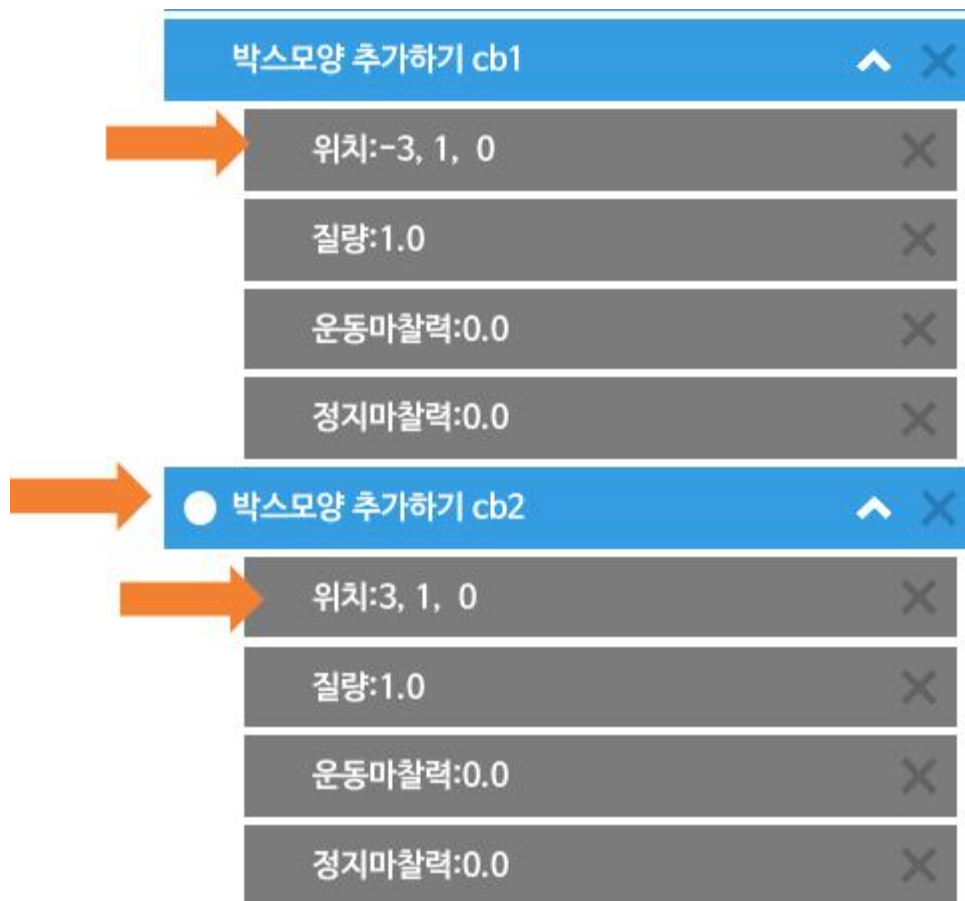 박스모양 추가하기 cb1
위치:-3, 1, 0
질량:1.0
운동마찰력:0.0
정지마찰력:0.0
박스모양 추가하기 cb2
위치:3, 1, 0
질량:1.0
운동마찰력:0.0
정지마찰력:0.0